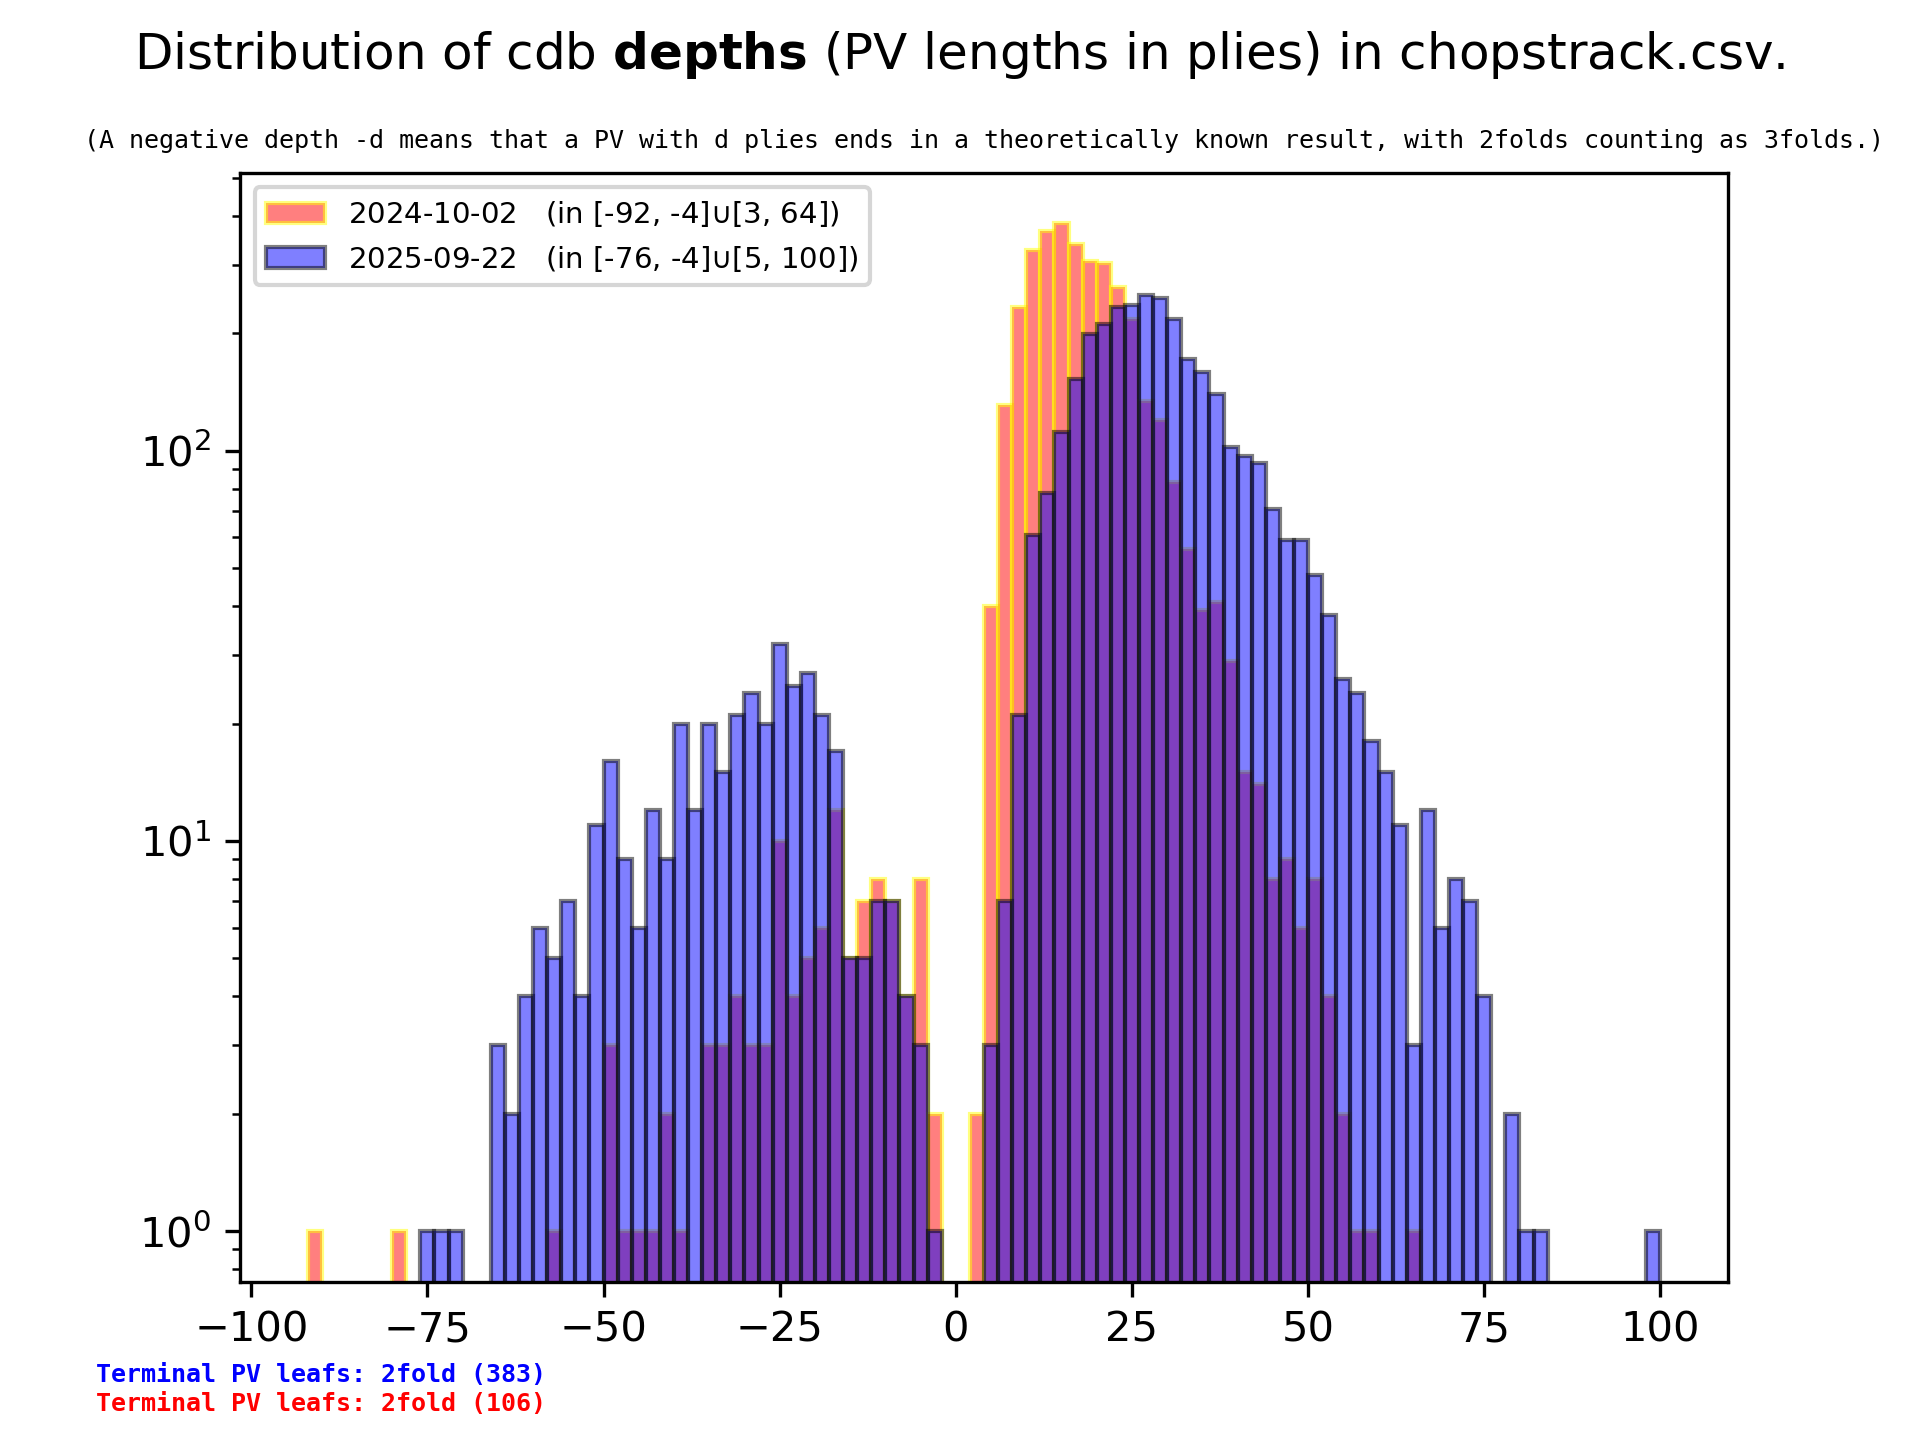 Distribution of cdb depths (PV lengths in plies) in chopstrack.csv.
(A negative depth -d means that a PV with d plies ends in a theoretically known result, with 2folds counting as 3folds.)
2024-10-02 (in [-92, -4]∪[3, 64])
2025-09-22 (in [-76, -4]∪[5, 100])
10²
10¹
10⁰
−100 −75 −50 −25 0 25 50 75 100
Terminal PV leafs: 2fold (383)
Terminal PV leafs: 2fold (106)